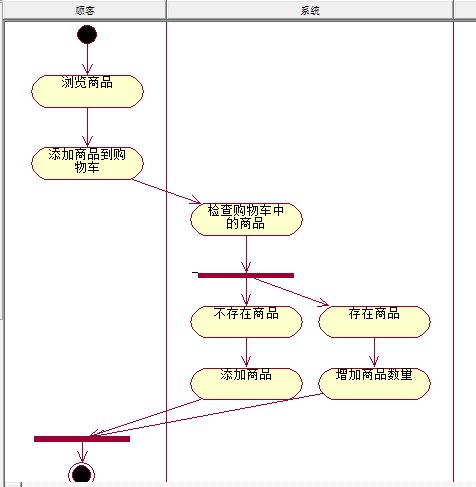 顾客
系统
浏览商品
添加商品到购
物车
检查购物车中
的商品
不存在商品
存在商品
添加商品
增加商品数量